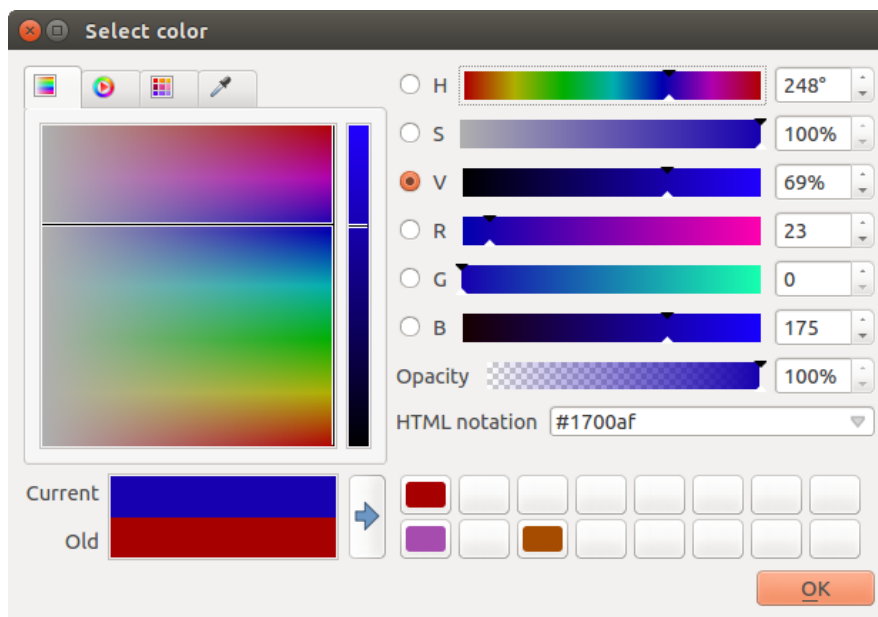 Select color
H 248°
S 100%
V 69%
R 23
G 0
B 175
Opacity 100%
HTML notation #1700af
Current
Old
OK